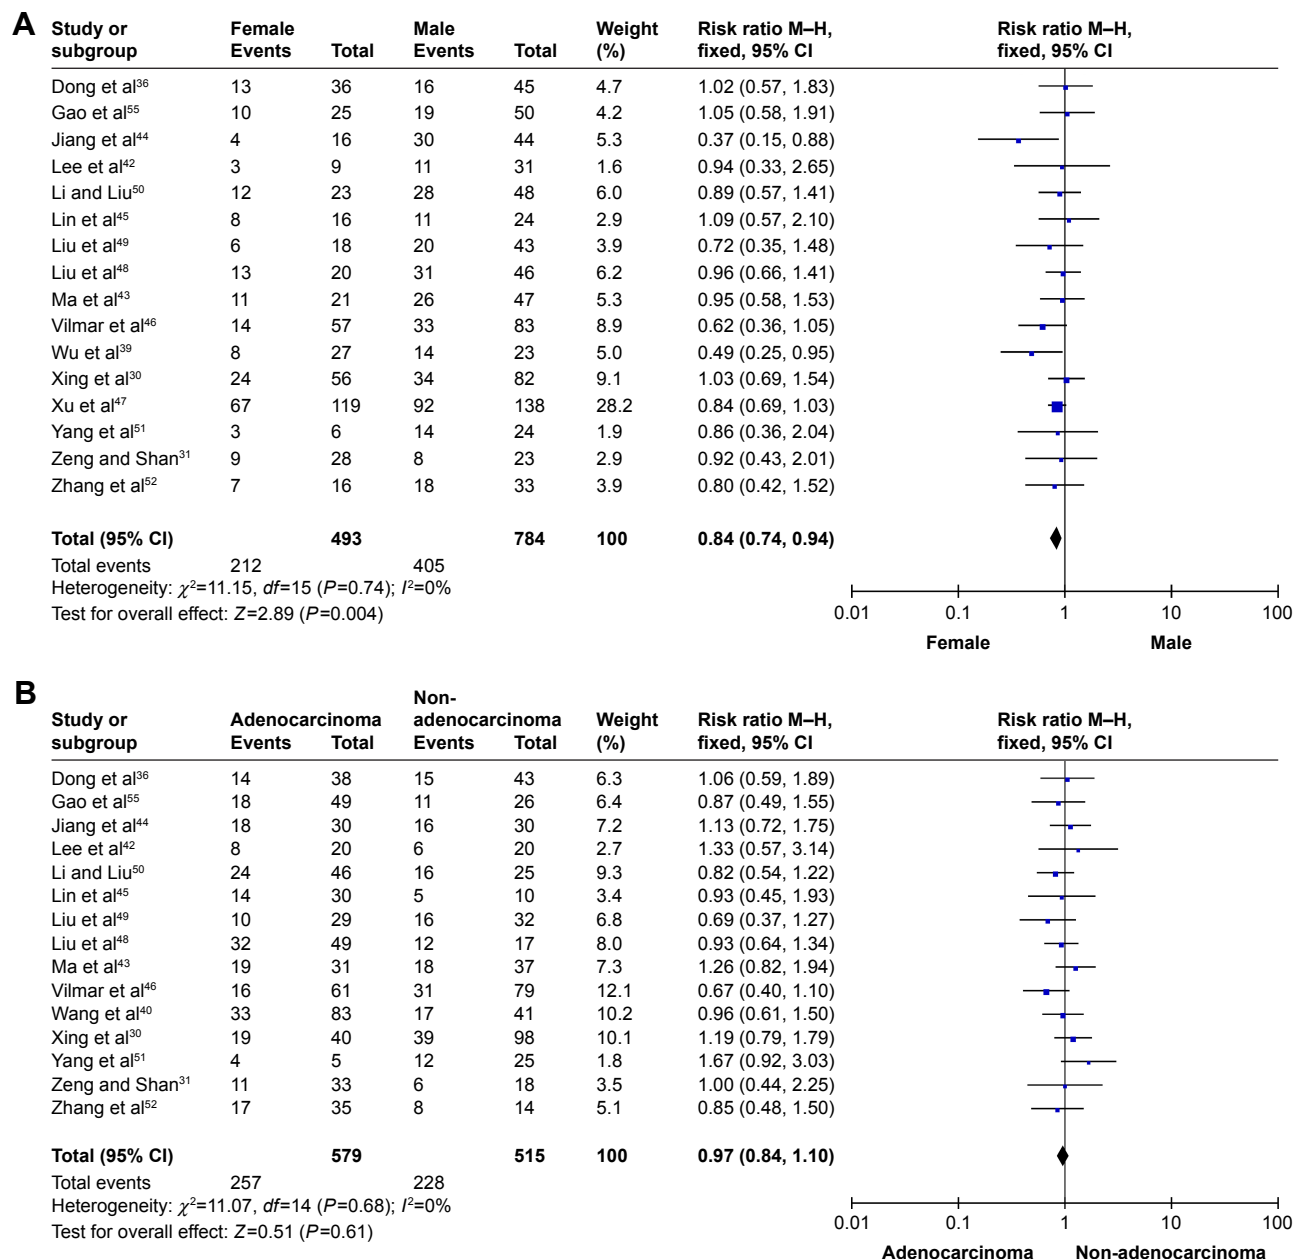 A
Study or subgroup Female Events Total Male Events Total Weight (%) Risk ratio M–H, fixed, 95% CI Risk ratio M–H, fixed, 95% CI
Dong et al36 13 36 16 45 4.7 1.02 (0.57, 1.83)
Gao et al55 10 25 19 50 4.2 1.05 (0.58, 1.91)
Jiang et al44 4 16 30 44 5.3 0.37 (0.15, 0.88)
Lee et al42 3 9 11 31 1.6 0.94 (0.33, 2.65)
Li and Liu50 12 23 28 48 6.0 0.89 (0.57, 1.41)
Lin et al45 8 16 11 24 2.9 1.09 (0.57, 2.10)
Liu et al49 6 18 20 43 3.9 0.72 (0.35, 1.48)
Liu et al48 13 20 31 46 6.2 0.96 (0.66, 1.41)
Ma et al43 11 21 26 47 5.3 0.95 (0.58, 1.53)
Vilmar et al46 14 57 33 83 8.9 0.62 (0.36, 1.05)
Wu et al39 8 27 14 23 5.0 0.49 (0.25, 0.95)
Xing et al30 24 56 34 82 9.1 1.03 (0.69, 1.54)
Xu et al47 67 119 92 138 28.2 0.84 (0.69, 1.03)
Yang et al51 3 6 14 24 1.9 0.86 (0.36, 2.04)
Zeng and Shan31 9 28 8 23 2.9 0.92 (0.43, 2.01)
Zhang et al52 7 16 18 33 3.9 0.80 (0.42, 1.52)
Total (95% CI) 493 784 100 0.84 (0.74, 0.94)
Total events 212 405
Heterogeneity: χ²=11.15, df=15 (P=0.74); I²=0%
Test for overall effect: Z=2.89 (P=0.004)
0.01 0.1 1 10 100
Female Male
B
Study or subgroup Adenocarcinoma Events Total Non-adenocarcinoma Events Total Weight (%) Risk ratio M–H, fixed, 95% CI Risk ratio M–H, fixed, 95% CI
Dong et al36 14 38 15 43 6.3 1.06 (0.59, 1.89)
Gao et al55 18 49 11 26 6.4 0.87 (0.49, 1.55)
Jiang et al44 18 30 16 30 7.2 1.13 (0.72, 1.75)
Lee et al42 8 20 6 20 2.7 1.33 (0.57, 3.14)
Li and Liu50 24 46 16 25 9.3 0.82 (0.54, 1.22)
Lin et al45 14 30 5 10 3.4 0.93 (0.45, 1.93)
Liu et al49 10 29 16 32 6.8 0.69 (0.37, 1.27)
Liu et al48 32 49 12 17 8.0 0.93 (0.64, 1.34)
Ma et al43 19 31 18 37 7.3 1.26 (0.82, 1.94)
Vilmar et al46 16 61 31 79 12.1 0.67 (0.40, 1.10)
Wang et al40 33 83 17 41 10.2 0.96 (0.61, 1.50)
Xing et al30 19 40 39 98 10.1 1.19 (0.79, 1.79)
Yang et al51 4 5 12 25 1.8 1.67 (0.92, 3.03)
Zeng and Shan31 11 33 6 18 3.5 1.00 (0.44, 2.25)
Zhang et al52 17 35 8 14 5.1 0.85 (0.48, 1.50)
Total (95% CI) 579 515 100 0.97 (0.84, 1.10)
Total events 257 228
Heterogeneity: χ²=11.07, df=14 (P=0.68); I²=0%
Test for overall effect: Z=0.51 (P=0.61)
0.01 0.1 1 10 100
Adenocarcinoma Non-adenocarcinoma